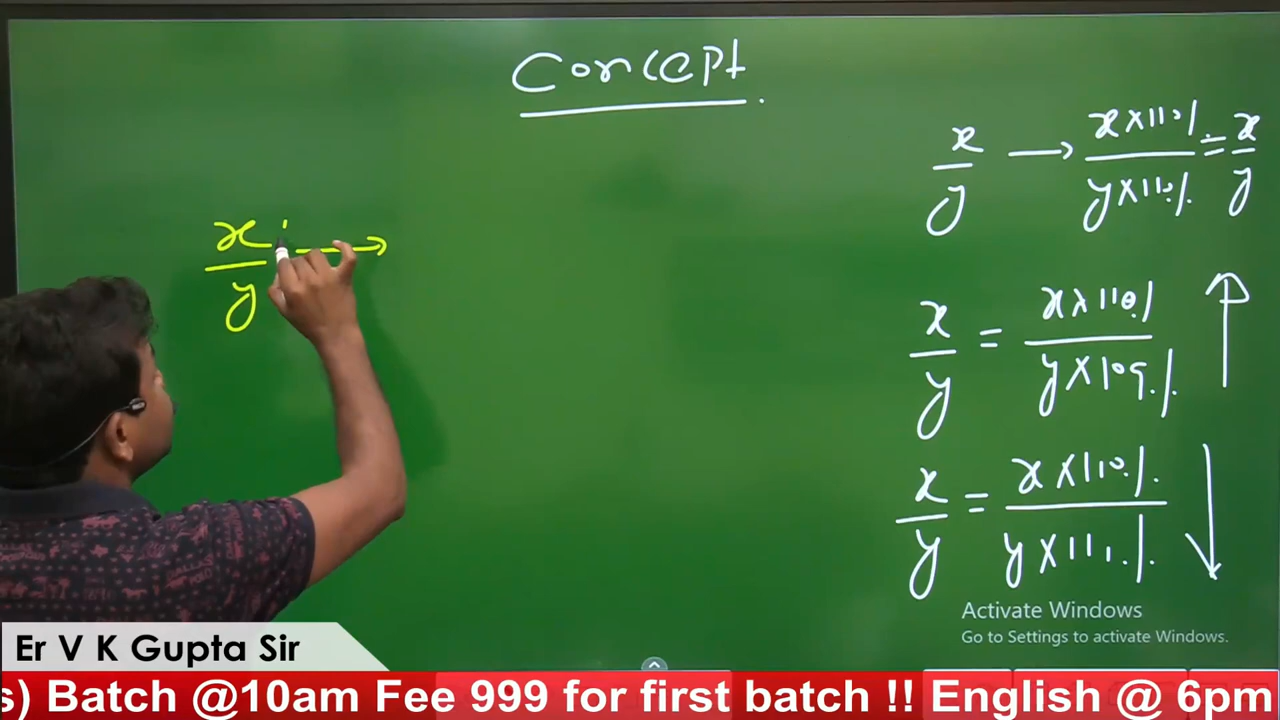 Concept
x/y → x×110%/y×110% = x/y
x/y →
x/y = x×110%/y×109% ↑
x/y = x×110%/y×111% ↓
Activate Windows
Go to Settings to activate Windows.
Er V K Gupta Sir
s) Batch @10am Fee 999 for first batch !! English @ 6pm